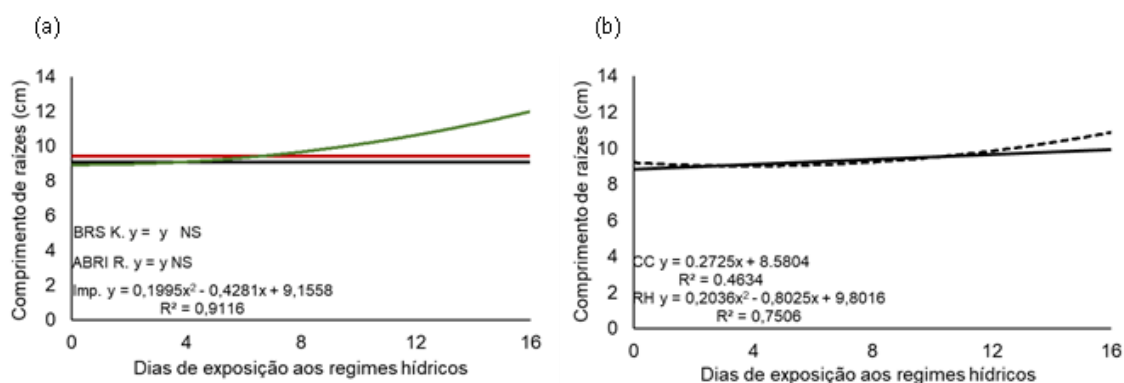 (a)
Comprimento de raízes (cm)
14
12
10
8
6
4
2
0
BRS K. y = y NS
ABRI R. y = y NS
Imp. y = 0,1995x² - 0,4281x + 9,1558
R² = 0,9116
0 4 8 12 16
Dias de exposição aos regimes hídricos
(b)
Comprimento de raízes (cm)
14
12
10
8
6
4
2
0
CC y = 0.2725x + 8.5804
R² = 0.4634
RH y = 0,2036x² - 0,8025x + 9,8016
R² = 0,7506
0 4 8 12 16
Dias de exposição aos regimes hídricos